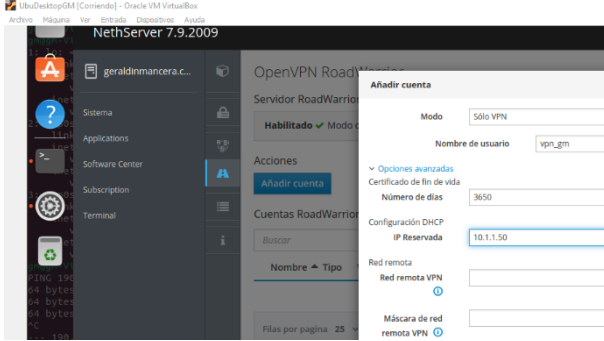 UbuDesktopGM [Corriendo] - Oracle VM VirtualBox
Archivo Máquina Ver Entrada Dispositivos Ayuda
NethServer 7.9.2009
geraldinmancera.c...
Sistema
Applications
Software Center
Subscription
Terminal
OpenVPN RoadWarrior
Servidor RoadWarrior
Habilitado Modo
Acciones
Añadir cuenta
Cuentas RoadWarrior
Buscar
Nombre Tipo
Filas por pagina 25
Añadir cuenta
Modo Sólo VPN
Nombre de usuario vpn_gm
Opciones avanzadas
Certificado de fin de vida
Número de días 3650
Configuración DHCP
IP Reservada 10.1.1.50
Red remota
Red remota VPN
Máscara de red
remota VPN
PING 190
64 bytes
64 bytes
64 bytes
^C
--- 190